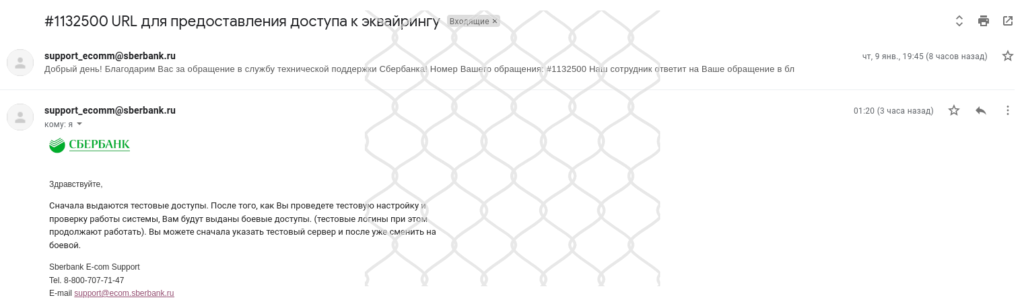 #1132500 URL для предоставления доступа к эквайрингу Входящие ×
support_ecomm@sberbank.ru чт, 9 янв., 19:45 (8 часов назад)
Добрый день! Благодарим Вас за обращение в службу технической поддержки Сбербанка! Номер Вашего обращения: #1132500 Наш сотрудник ответит на Ваше обращение в бл
support_ecomm@sberbank.ru 01:20 (3 часа назад)
кому: я
СБЕРБАНК
Здравствуйте,
Сначала выдаются тестовые доступы. После того, как Вы проведете тестовую настройку и
проверку работы системы, Вам будут выданы боевые доступы. (тестовые логины при этом
продолжают работать). Вы можете сначала указать тестовый сервер и после уже сменить на
боевой.
Sberbank E-com Support
Tel. 8-800-707-71-47
E-mail support@ecom.sberbank.ru